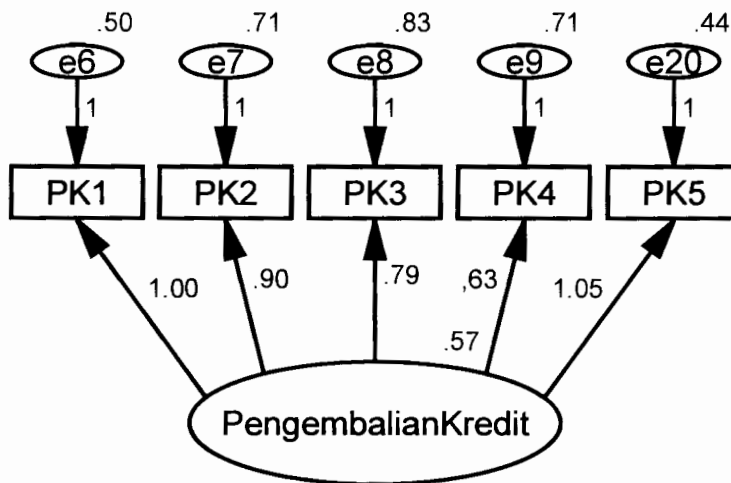 .50 .71 .83 .71 .44
e6 e7 e8 e9 e20
1 1 1 1 1
PK1 PK2 PK3 PK4 PK5
1.00 .90 .79 ,63 1.05
.57
PengembalianKredit